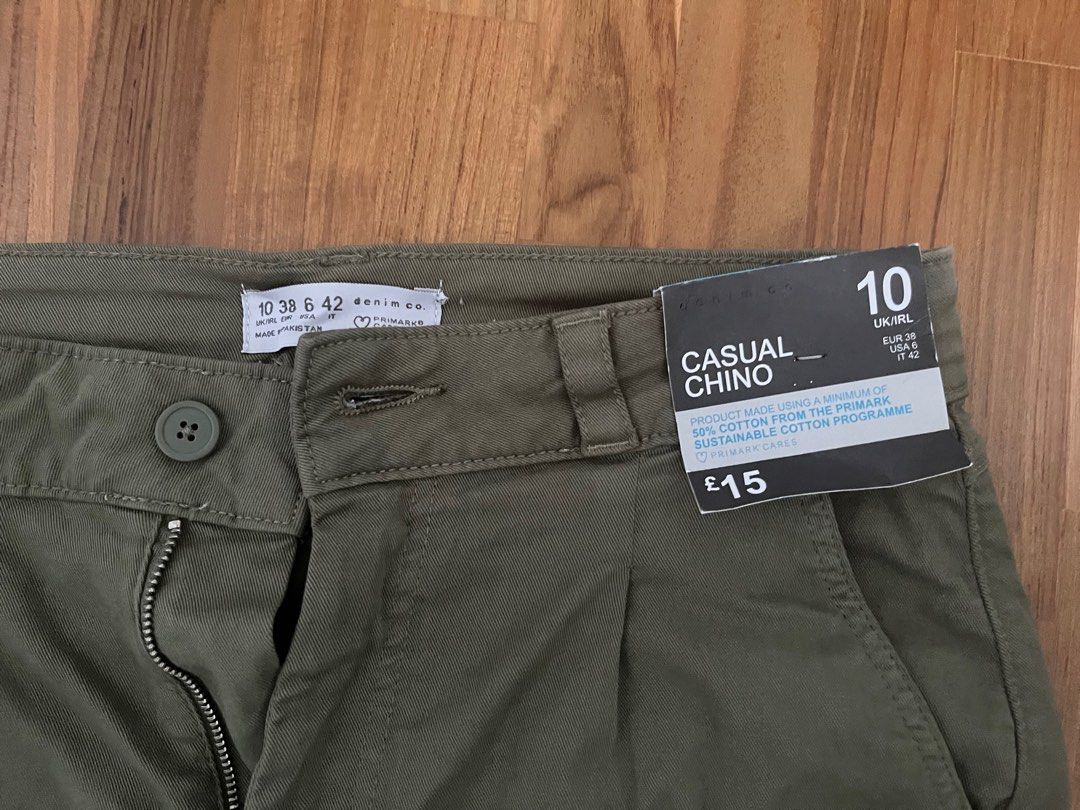 10 38 6 42 denim co.
UK/IRL EUR USA IT
PRIMARK
MADE PAKISTAN
denim co
10
UK/IRL
EUR 38
USA 6
IT 42
CASUAL
CHINO
PRODUCT MADE USING A MINIMUM OF
50% COTTON FROM THE PRIMARK
SUSTAINABLE COTTON PROGRAMME
PRIMARK CARES
£15